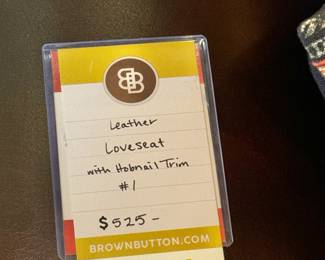 BB
Leather
Loveseat
with Hobnail Trim
#1
$525-
BROWNBUTTON.COM